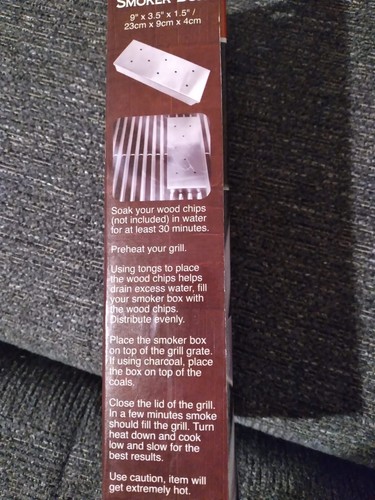 SMOKER BOX
9" x 3.5" x 1.5" /
23cm x 9cm x 4cm
Soak your wood chips
(not included) in water
for at least 30 minutes.
Preheat your grill.
Using tongs to place
the wood chips helps
drain excess water, fill
your smoker box with
the wood chips.
Distribute evenly.
Place the smoker box
on top of the grill grate.
If using charcoal, place
the box on top of the
coals.
Close the lid of the grill.
In a few minutes smoke
should fill the grill. Turn
heat down and cook
low and slow for the
best results.
Use caution, item will
get extremely hot.